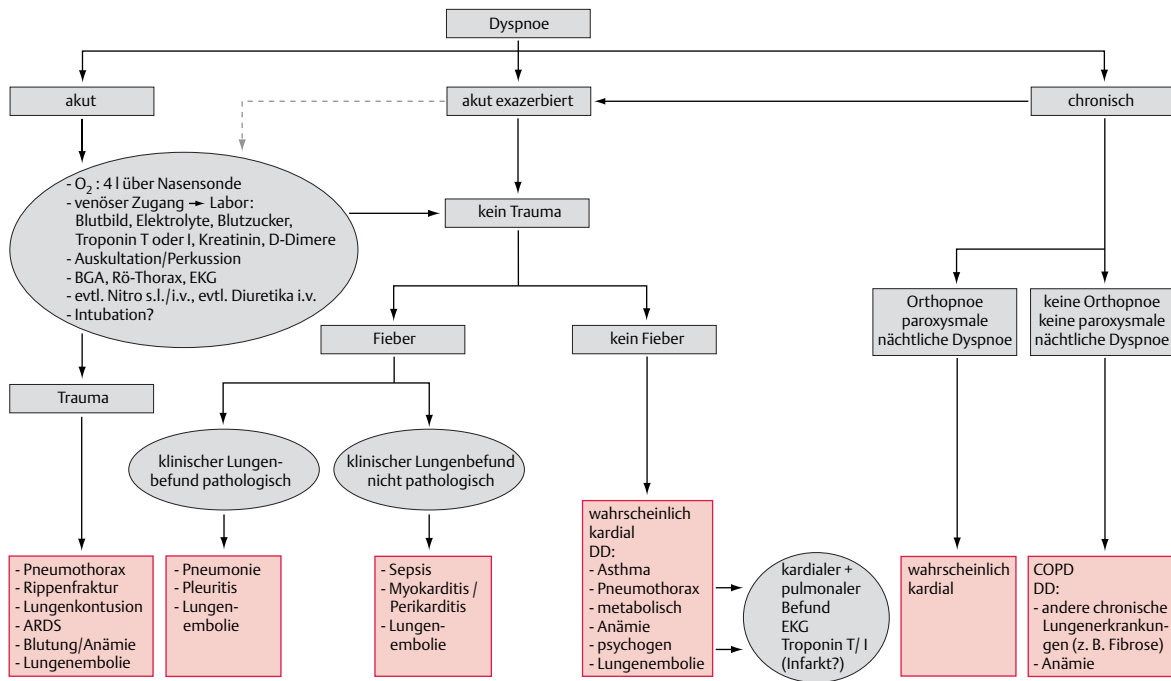 Dyspnoe
akut
akut exazerbiert
chronisch
- O₂ : 4 l über Nasensonde
- venöser Zugang → Labor:
Blutbild, Elektrolyte, Blutzucker,
Troponin T oder I, Kreatinin, D-Dimere
- Auskultation/Perkussion
- BGA, Rö-Thorax, EKG
- evtl. Nitro s.l./i.v., evtl. Diuretika i.v.
- Intubation?
kein Trauma
Orthopnoe
paroxysmale
nächtliche Dyspnoe
keine Orthopnoe
keine paroxysmale
nächtliche Dyspnoe
Fieber
kein Fieber
Trauma
klinischer Lungen-
befund pathologisch
klinischer Lungenbefund
nicht pathologisch
- Pneumothorax
- Rippenfraktur
- Lungenkontusion
- ARDS
- Blutung/Anämie
- Lungenembolie
- Pneumonie
- Pleuritis
- Lungen-
embolie
- Sepsis
- Myokarditis /
Perikarditis
- Lungen-
embolie
wahrscheinlich
kardial
DD:
- Asthma
- Pneumothorax
- metabolisch
- Anämie
- psychogen
- Lungenembolie
kardialer +
pulmonaler
Befund
EKG
Troponin T/ I
(Infarkt?)
wahrscheinlich
kardial
COPD
DD:
- andere chronische
Lungenerkrankun-
gen (z. B. Fibrose)
- Anämie